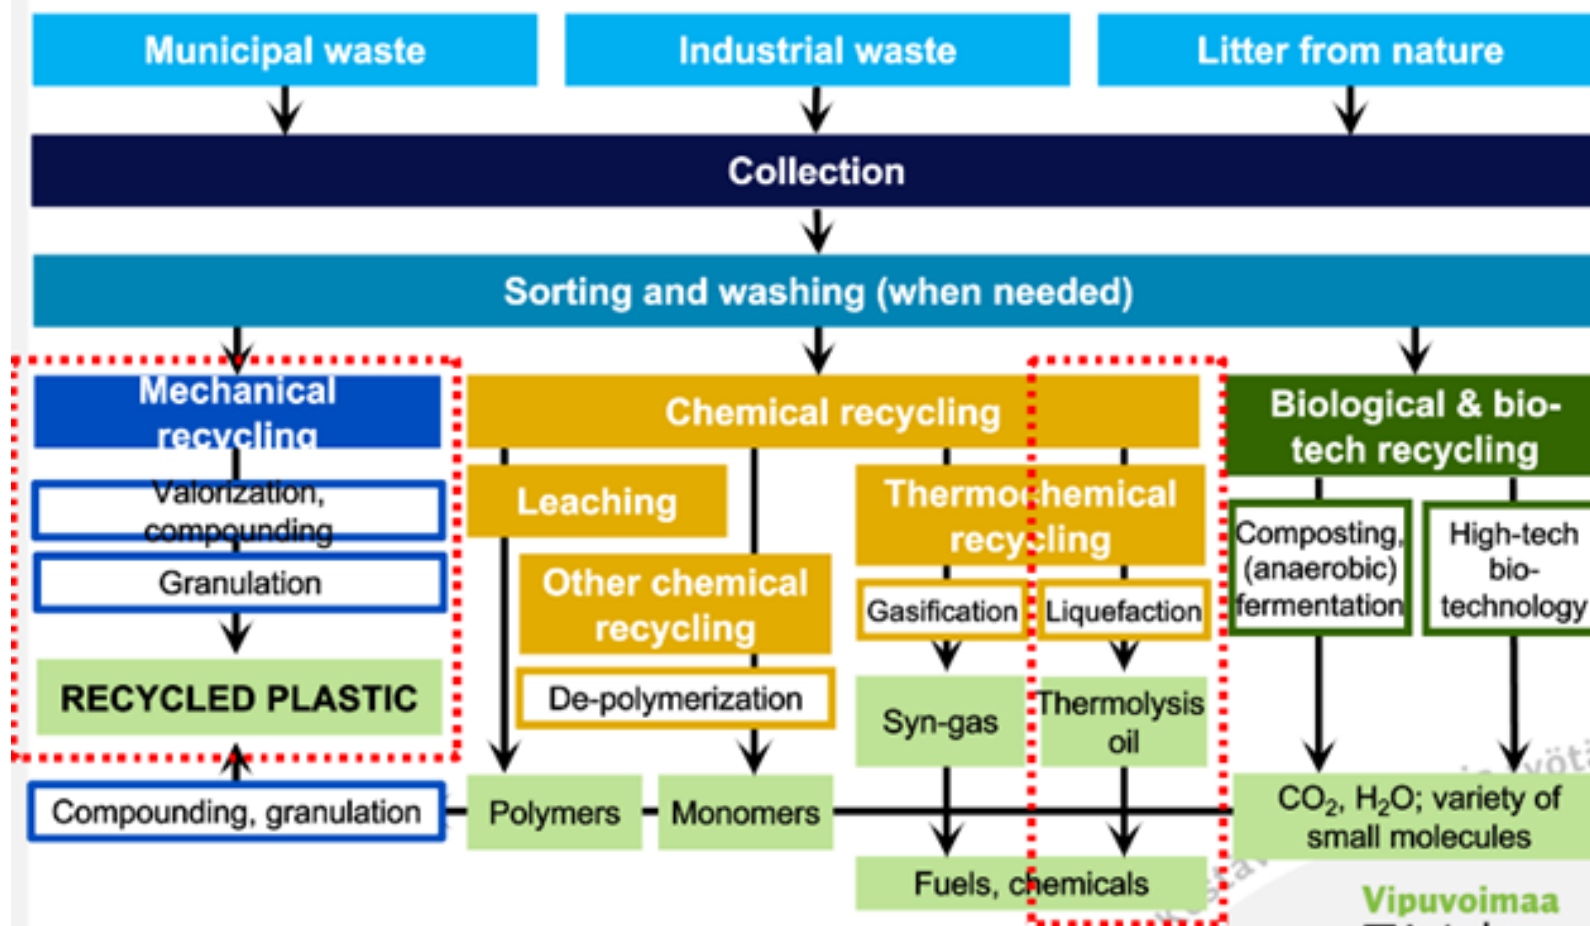 Municipal waste
Industrial waste
Litter from nature
Collection
Sorting and washing (when needed)
Mechanical
recycling
Chemical recycling
Biological & bio-
tech recycling
Valorization,
compounding
Leaching
Thermochemical
recycling
Composting,
(anaerobic)
fermentation
High-tech
bio-
technology
Granulation
Other chemical
recycling
Gasification
Liquefaction
RECYCLED PLASTIC
De-polymerization
Syn-gas
Thermolysis
oil
Compounding, granulation
Polymers
Monomers
CO₂, H₂O; variety of
small molecules
Fuels, chemicals
Vipuvoimaa